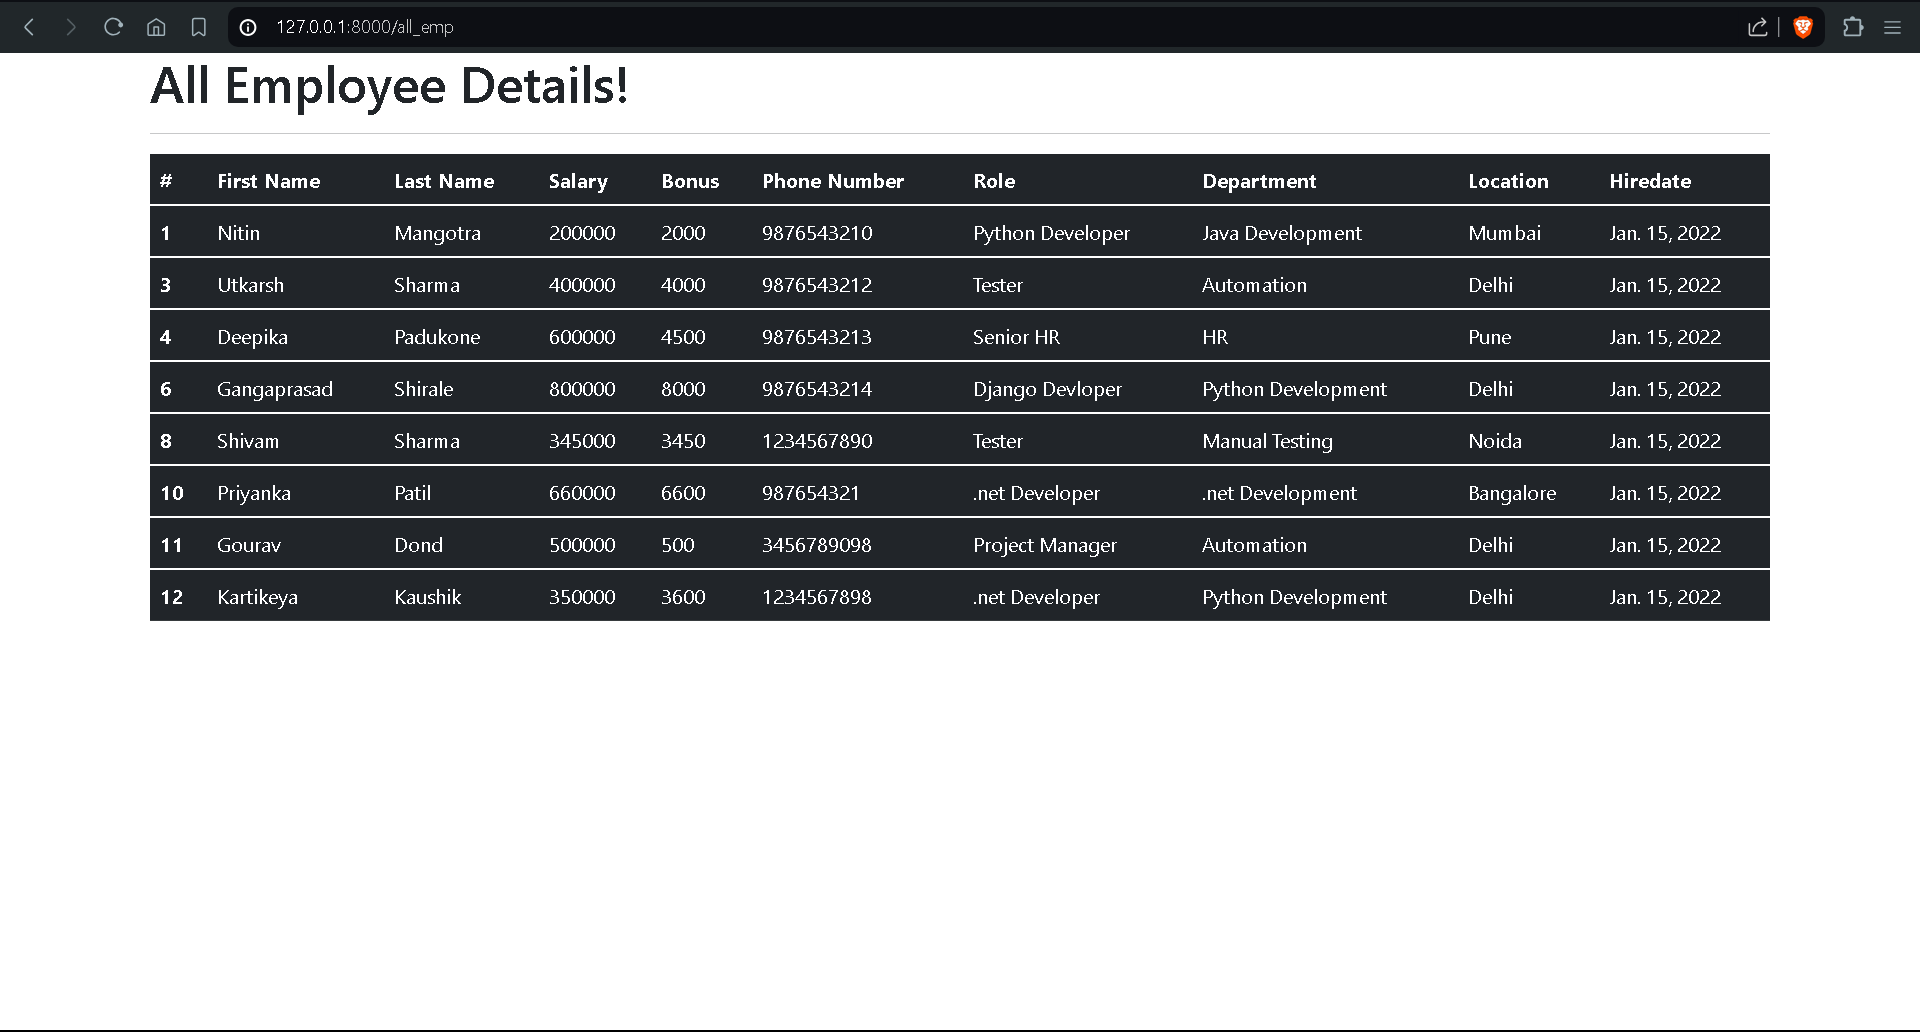 127.0.0.1:8000/all_emp
All Employee Details!
# First Name Last Name Salary Bonus Phone Number Role Department Location Hiredate
1 Nitin Mangotra 200000 2000 9876543210 Python Developer Java Development Mumbai Jan. 15, 2022
3 Utkarsh Sharma 400000 4000 9876543212 Tester Automation Delhi Jan. 15, 2022
4 Deepika Padukone 600000 4500 9876543213 Senior HR HR Pune Jan. 15, 2022
6 Gangaprasad Shirale 800000 8000 9876543214 Django Devloper Python Development Delhi Jan. 15, 2022
8 Shivam Sharma 345000 3450 1234567890 Tester Manual Testing Noida Jan. 15, 2022
10 Priyanka Patil 660000 6600 987654321 .net Developer .net Development Bangalore Jan. 15, 2022
11 Gourav Dond 500000 500 3456789098 Project Manager Automation Delhi Jan. 15, 2022
12 Kartikeya Kaushik 350000 3600 1234567898 .net Developer Python Development Delhi Jan. 15, 2022